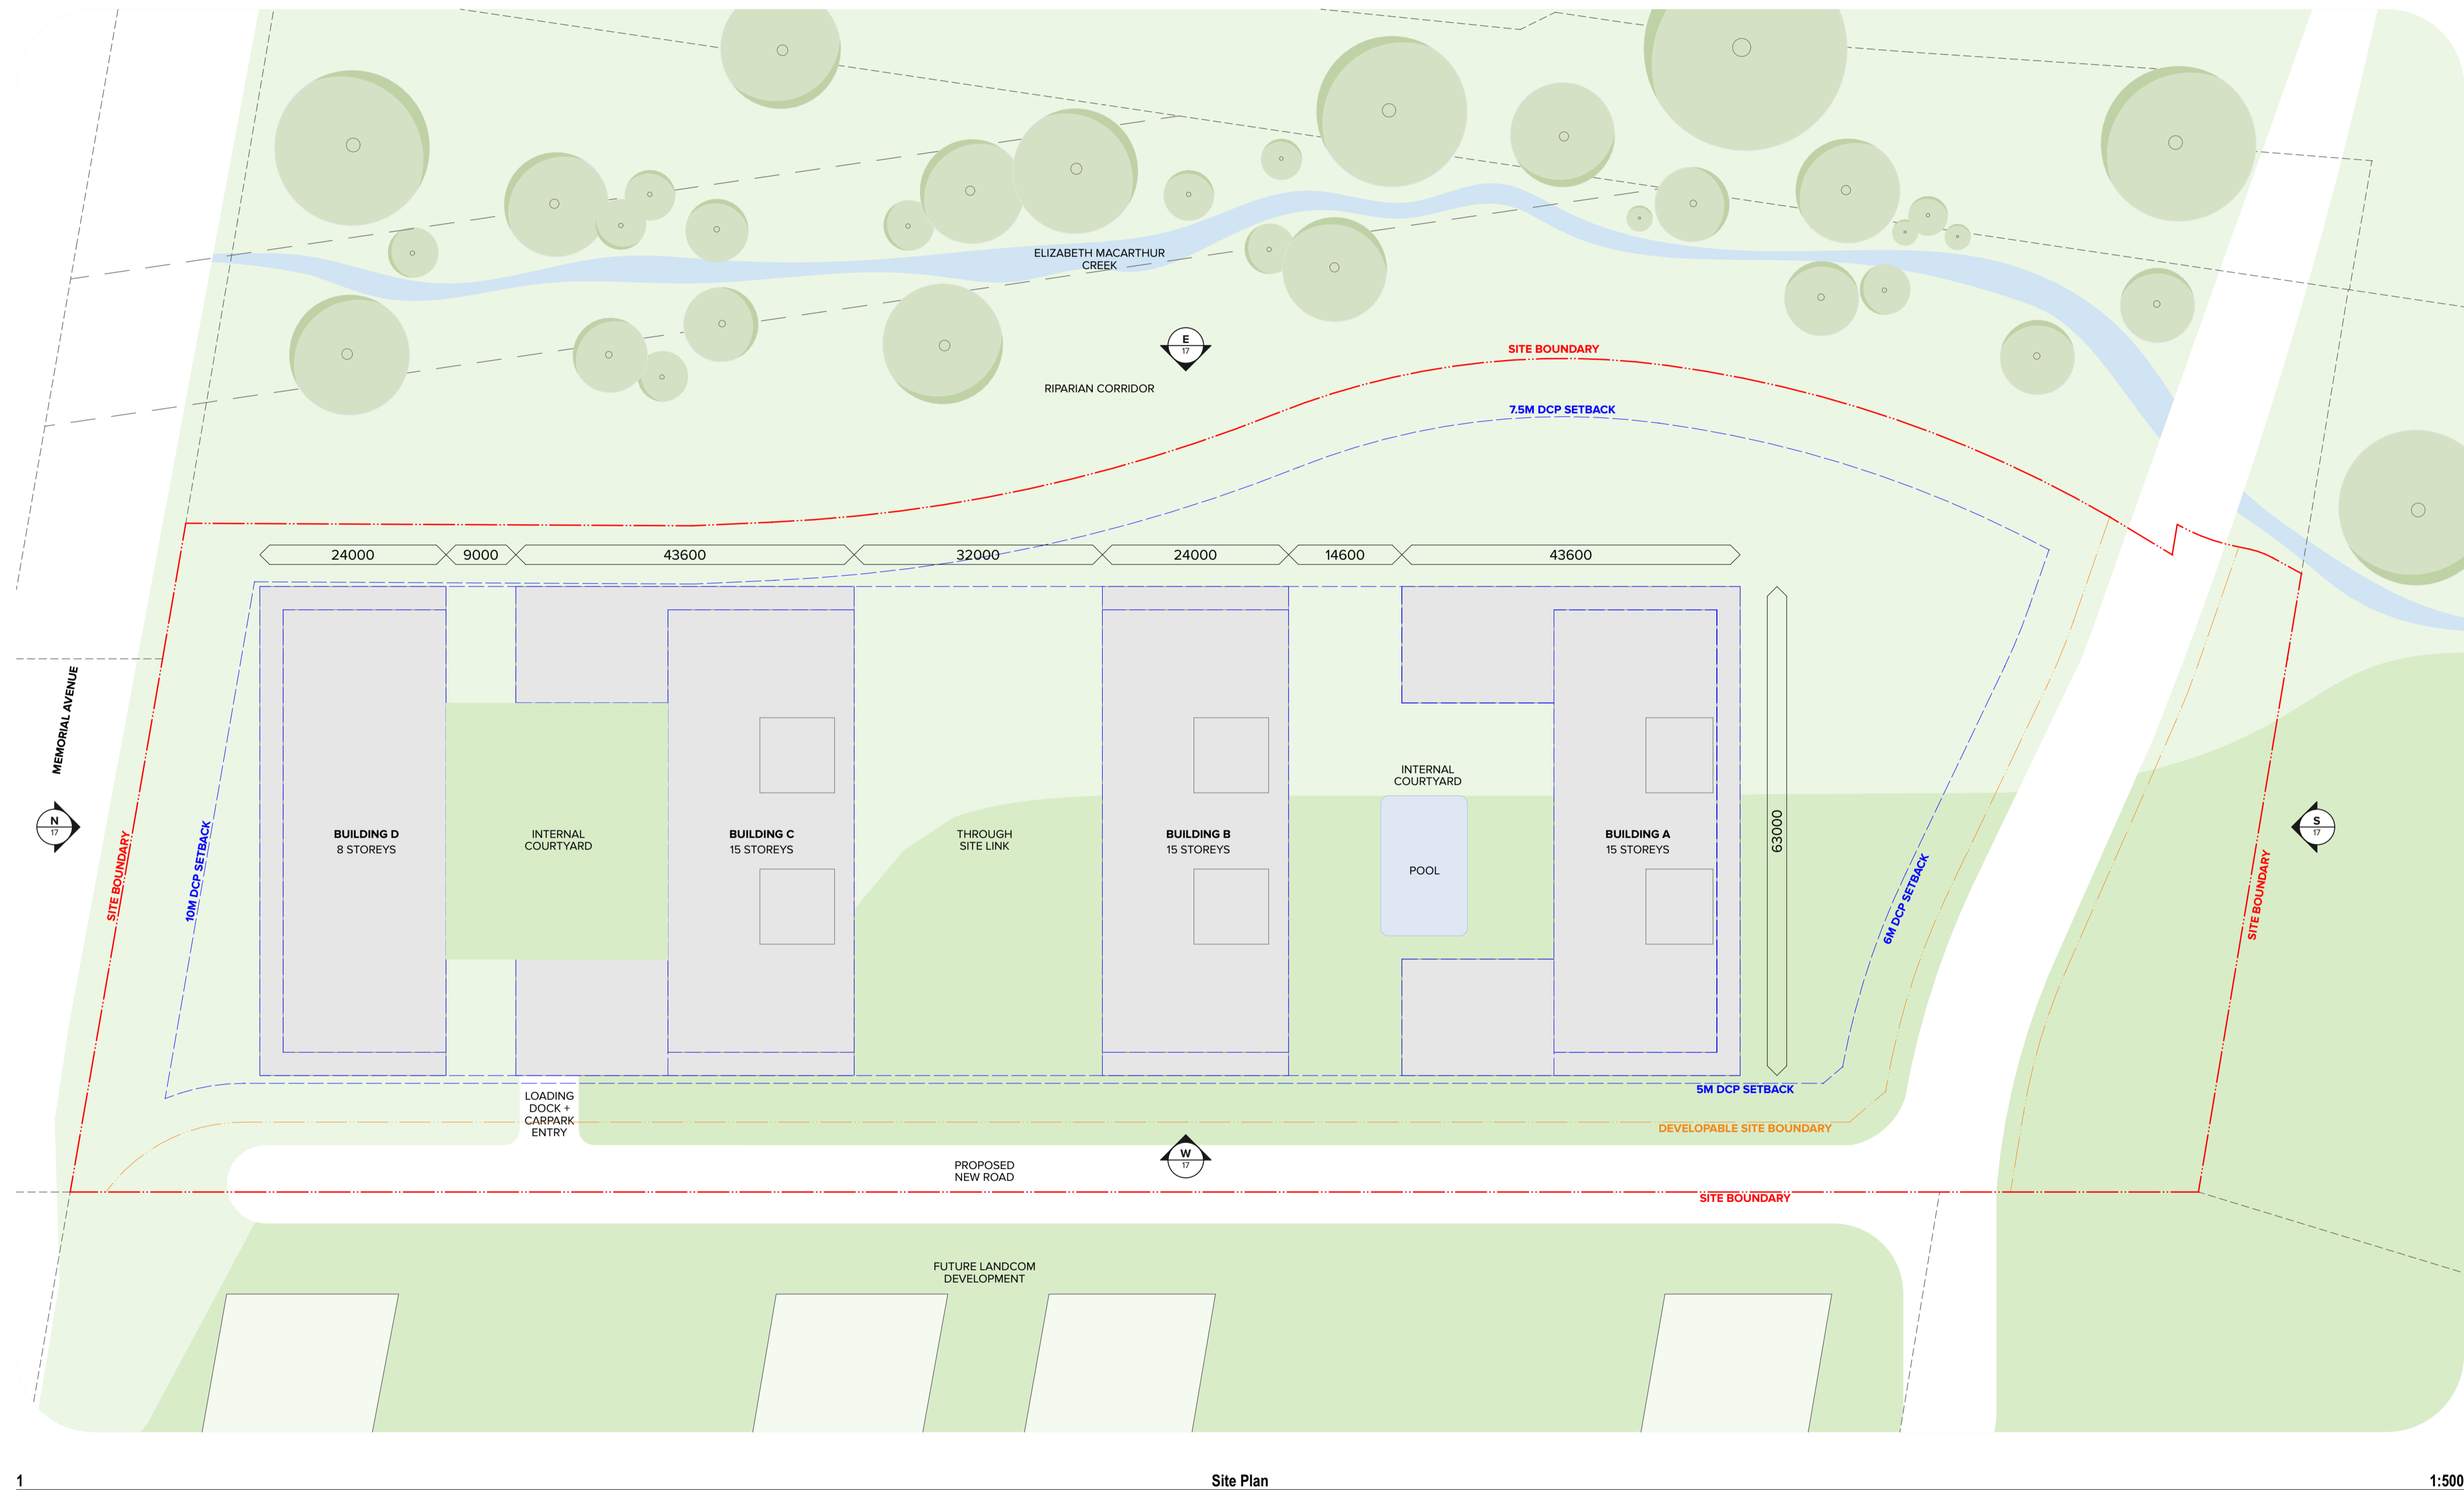 ELIZABETH MACARTHUR
CREEK
E
17
SITE BOUNDARY
RIPARIAN CORRIDOR
7.5M DCP SETBACK
24000
9000
43600
32000
24000
14600
43600
MEMORIAL AVENUE
N
17
SITE BOUNDARY
10M DCP SETBACK
BUILDING D
8 STOREYS
INTERNAL
COURTYARD
BUILDING C
15 STOREYS
THROUGH
SITE LINK
BUILDING B
15 STOREYS
INTERNAL
COURTYARD
POOL
BUILDING A
15 STOREYS
63000
6M DCP SETBACK
SITE BOUNDARY
S
17
LOADING
DOCK +
CARPARK
ENTRY
5M DCP SETBACK
DEVELOPABLE SITE BOUNDARY
W
17
PROPOSED
NEW ROAD
SITE BOUNDARY
FUTURE LANDCOM
DEVELOPMENT
1
Site Plan
1:500